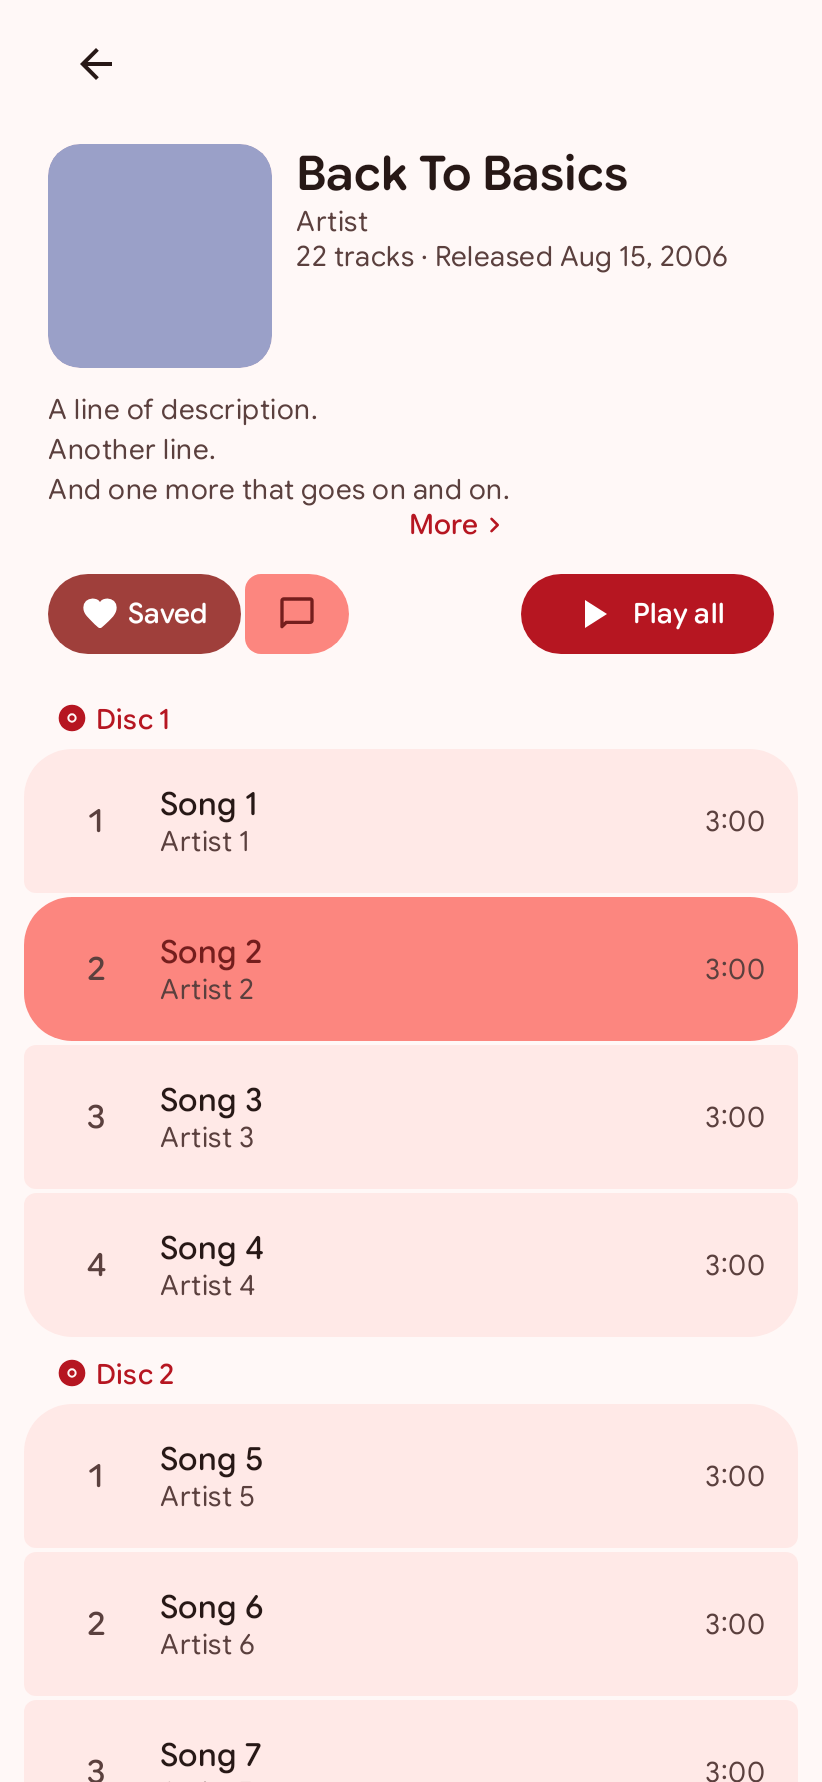 Back To Basics
Artist
22 tracks · Released Aug 15, 2006
A line of description.
Another line.
And one more that goes on and on.
More
Saved
Play all
Disc 1
1 Song 1 3:00
Artist 1
2 Song 2 3:00
Artist 2
3 Song 3 3:00
Artist 3
4 Song 4 3:00
Artist 4
Disc 2
1 Song 5 3:00
Artist 5
2 Song 6 3:00
Artist 6
3 Song 7 3:00